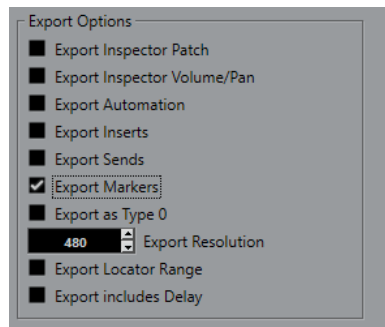 Export Options
Export Inspector Patch
Export Inspector Volume/Pan
Export Automation
Export Inserts
Export Sends
Export Markers
Export as Type 0
480 Export Resolution
Export Locator Range
Export includes Delay